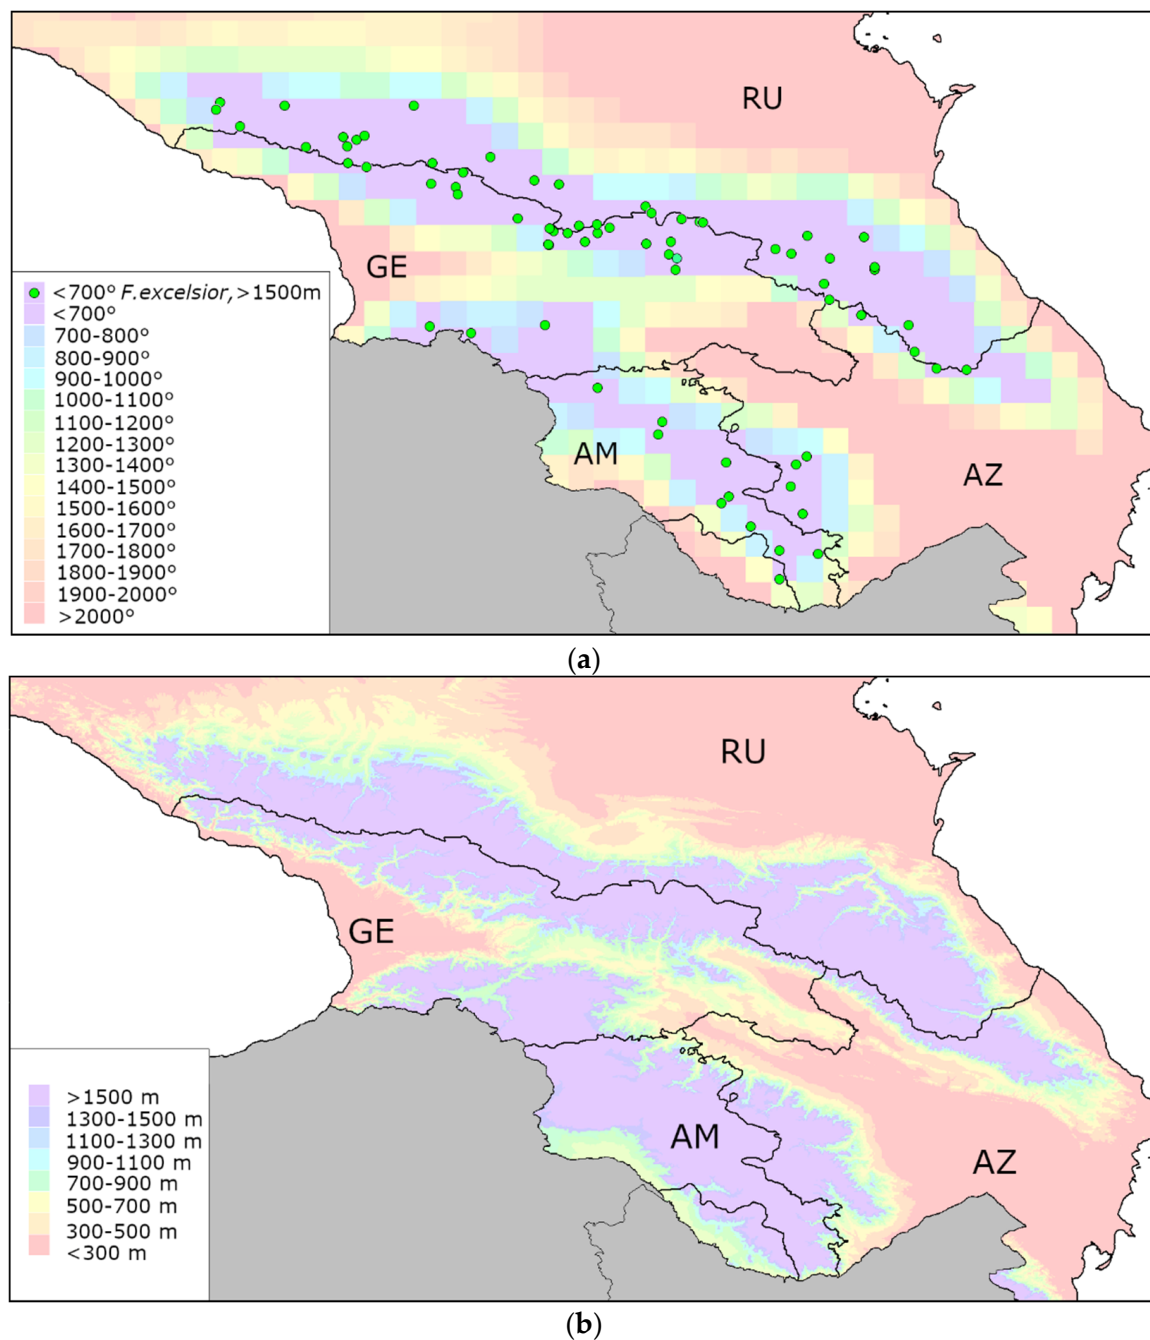 RU
GE
<700° F.excelsior,>1500m
<700°
700-800°
800-900°
900-1000°
1000-1100°
1100-1200°
1200-1300°
1300-1400°
1400-1500°
1500-1600°
1600-1700°
1700-1800°
1800-1900°
1900-2000°
>2000°
AM
AZ
(a)
RU
GE
>1500 m
1300-1500 m
1100-1300 m
900-1100 m
700-900 m
500-700 m
300-500 m
<300 m
AM
AZ
(b)